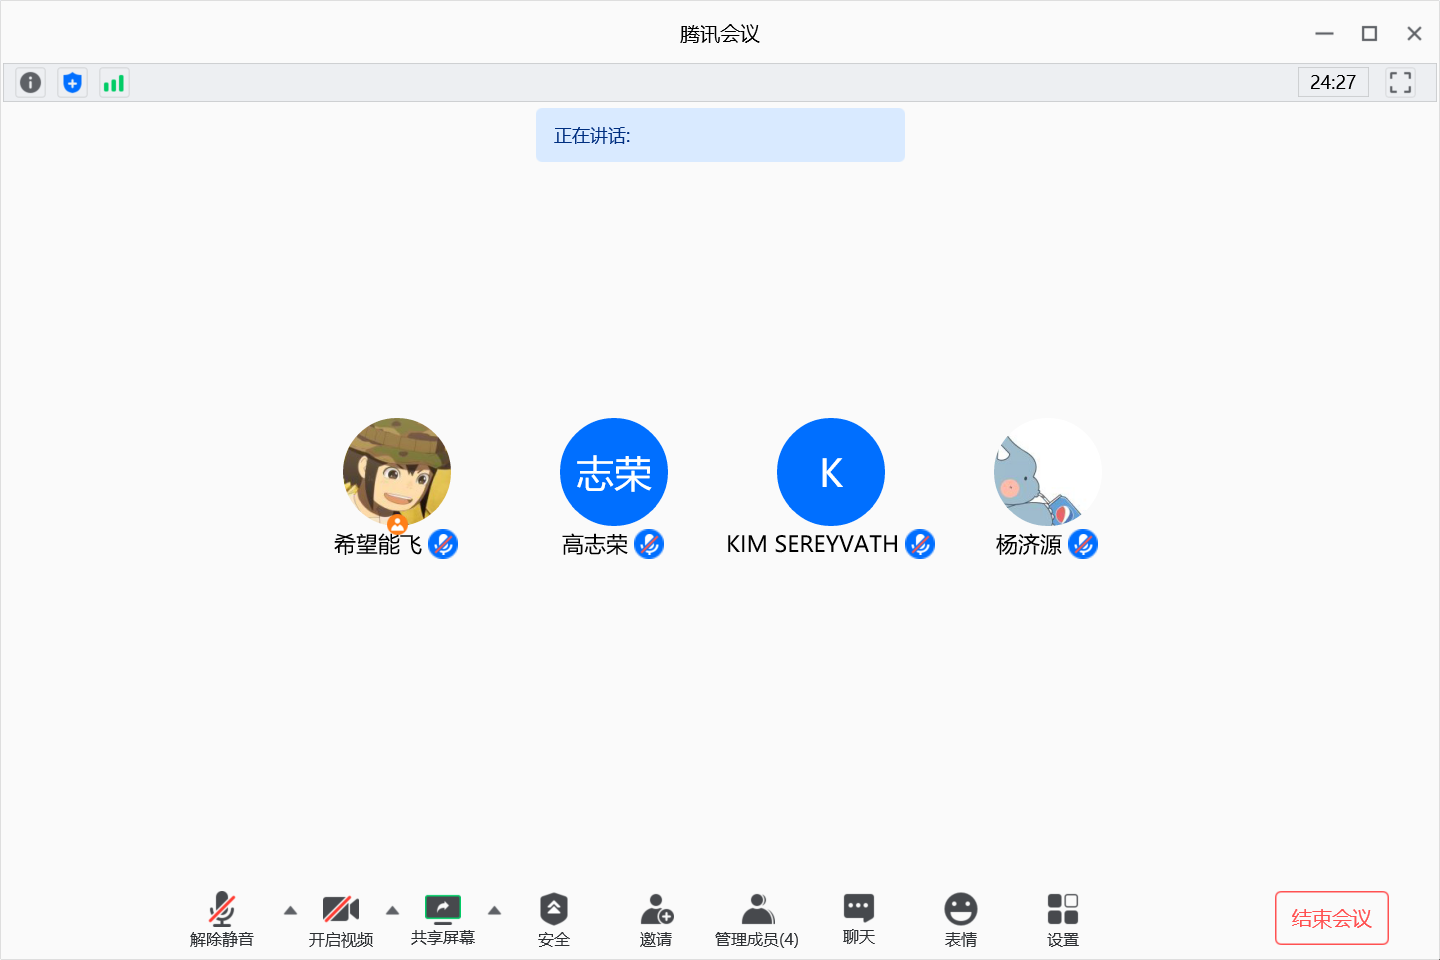 腾讯会议
24:27
正在讲话:
志荣
K
希望能飞
高志荣
KIM SEREYVATH
杨济源
解除静音
开启视频
共享屏幕
安全
邀请
管理成员(4)
聊天
表情
设置
结束会议